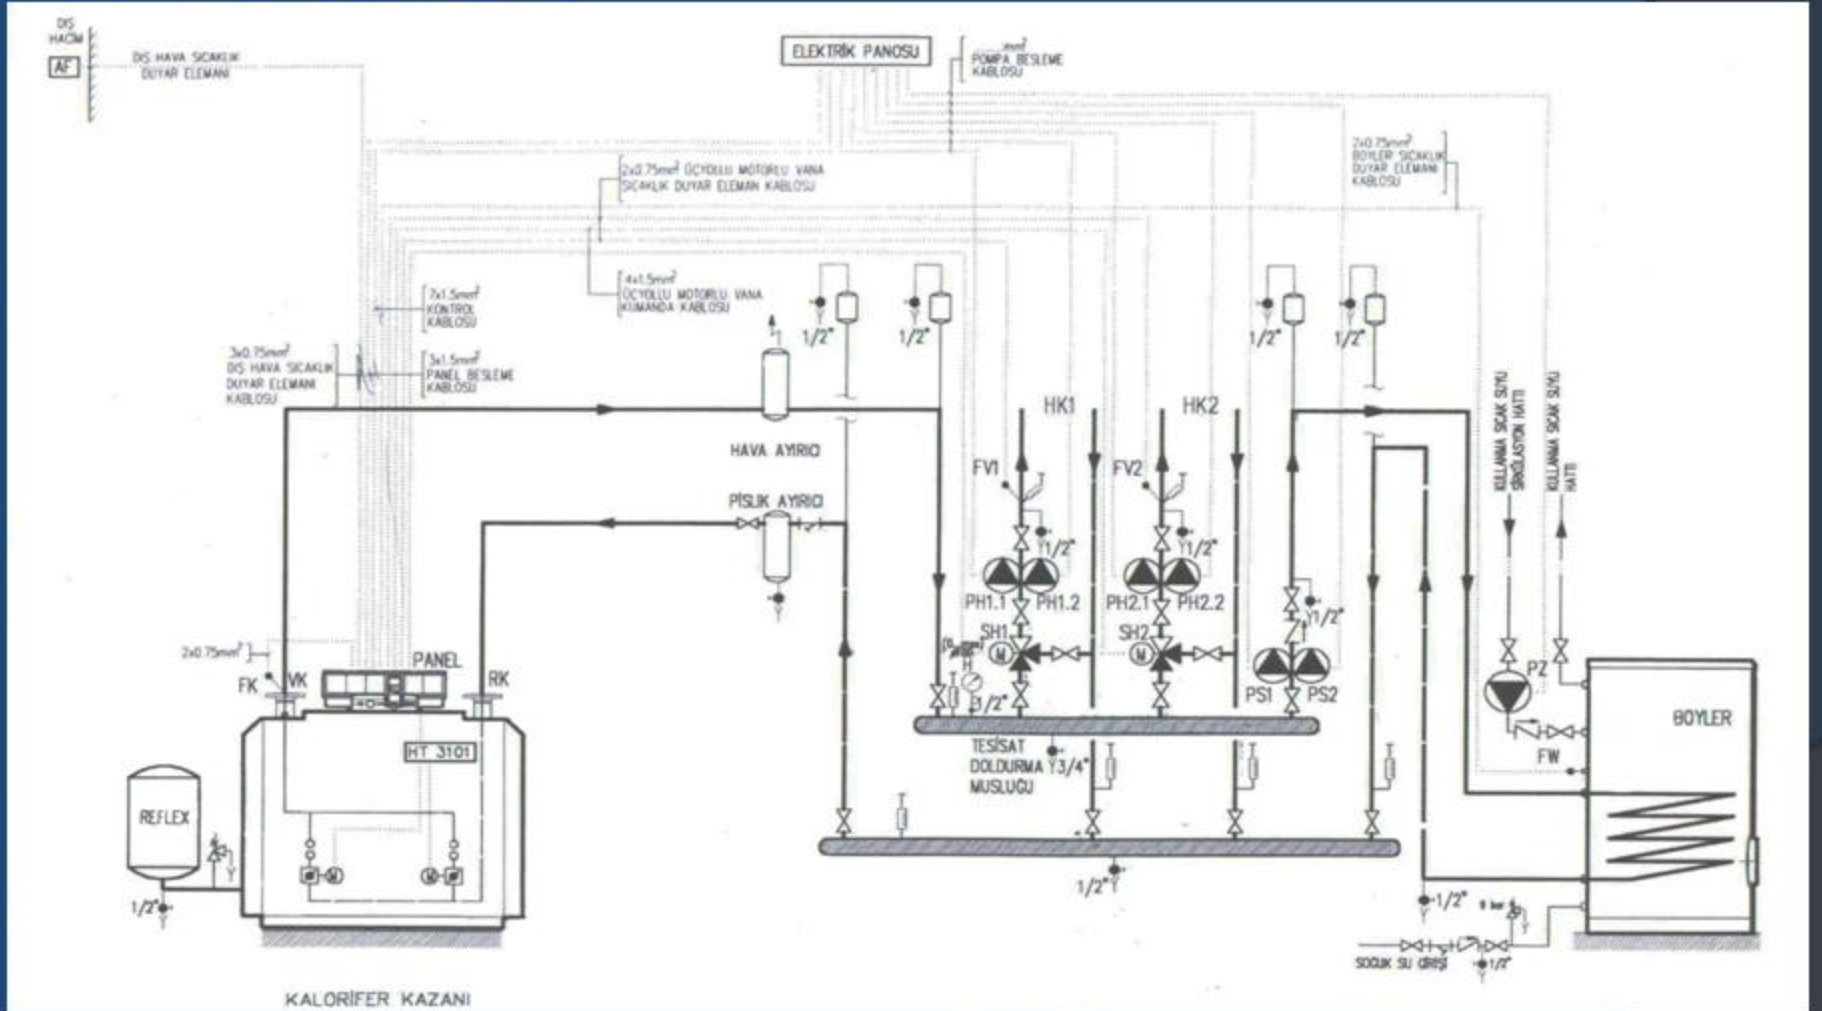 DIŞ
HACİM
AF
DIŞ HAVA SICAKLIK
DUYAR ELEMANI
ELEKTRİK PANOSU
mm²
POMPA BESLEME
KABLOSU
2x0.75mm² ÜÇYOLLU MOTORLU VANA
SICAKLIK DUYAR ELEMAN KABLOSU
2x0.75mm²
BOYLER SICAKLIK
DUYAR ELEMANI
KABLOSU
7x1.5mm²
KONTROL
KABLOSU
4x1.5mm²
ÜÇYOLLU MOTORLU VANA
KUMANDA KABLOSU
3x0.75mm²
DIŞ HAVA SICAKLIK
DUYAR ELEMANI
KABLOSU
3x1.5mm²
PANEL BESLEME
KABLOSU
1/2"
1/2"
1/2"
1/2"
HAVA AYIRICI
PİSLİK AYIRICI
HK1
HK2
FV1
FV2
T
T
KULLANMA SICAK SUYU
SİRKÜLASYON HATTI
KULLANMA SICAK SUYU
HATTI
1/2"
1/2"
1/2"
PH1.1
PH1.2
PH2.1
PH2.2
SH1
SH2
M
M
H
T
1/2"
PS1
PS2
PZ
BOYLER
FW
2x0.75mm²
FK
VK
PANEL
RK
HT 3101
REFLEX
M
M
1/2"
TESİSAT
DOLDURMA
MUSLUĞU
3/4"
T
T
T
T
1/2"
1/2"
SOĞUK SU GİRİŞİ
1/2"
KALORİFER KAZANI